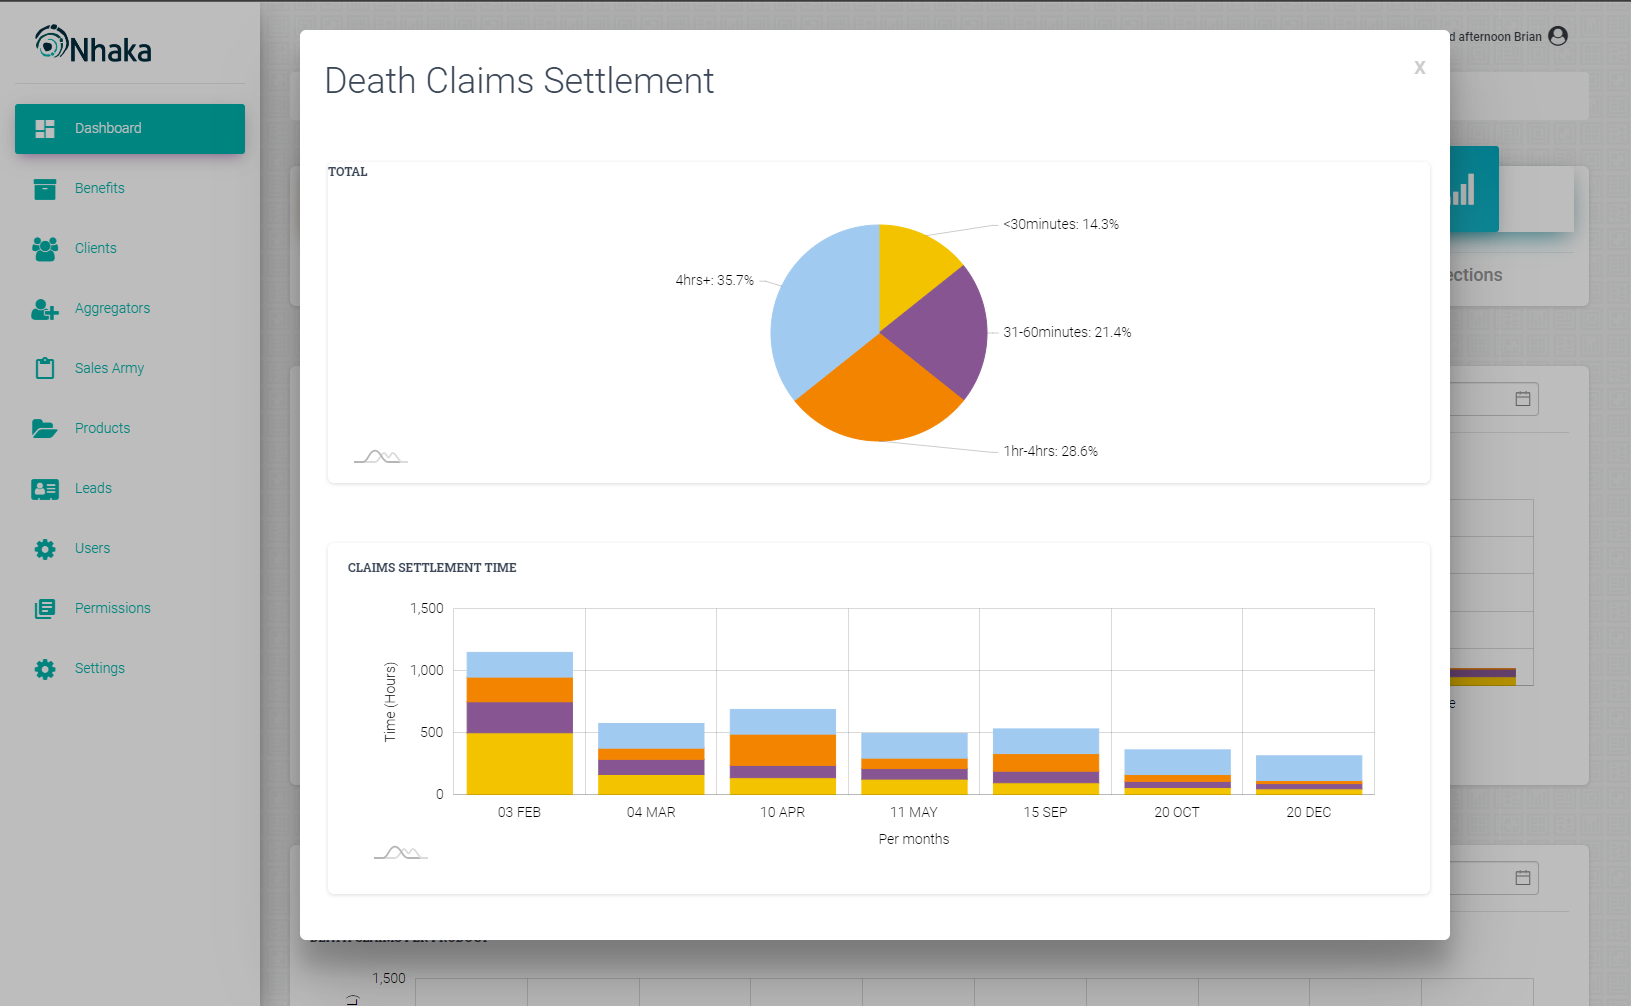 Nhaka
Dashboard
Benefits
Clients
Aggregators
Sales Army
Products
Leads
Users
Permissions
Settings
afternoon Brian
Death Claims Settlement
X
TOTAL
<30minutes: 14.3%
4hrs+: 35.7%
31-60minutes: 21.4%
1hr-4hrs: 28.6%
ections
CLAIMS SETTLEMENT TIME
1,500
1,000
500
0
Time (Hours)
03 FEB
04 MAR
10 APR
11 MAY
15 SEP
20 OCT
20 DEC
Per months
e
1,500